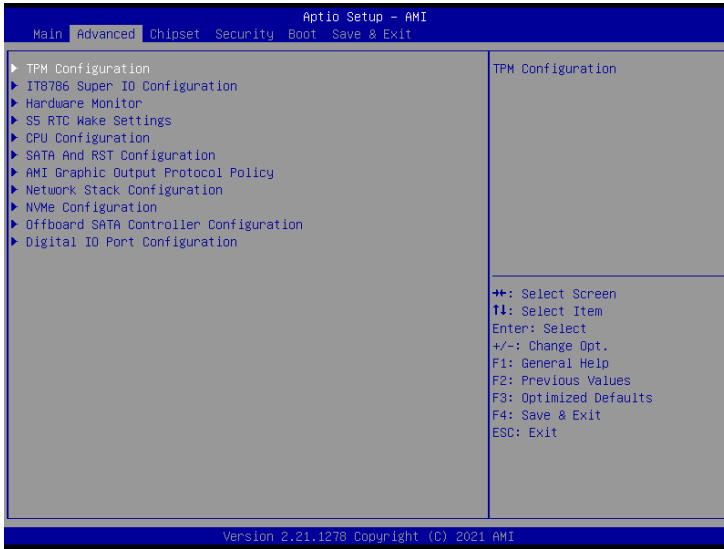 Aptio Setup – AMI
Main Advanced Chipset Security Boot Save & Exit
▶ TPM Configuration
▶ IT8786 Super IO Configuration
▶ Hardware Monitor
▶ S5 RTC Wake Settings
▶ CPU Configuration
▶ SATA And RST Configuration
▶ AMI Graphic Output Protocol Policy
▶ Network Stack Configuration
▶ NVMe Configuration
▶ Offboard SATA Controller Configuration
▶ Digital IO Port Configuration
TPM Configuration
→←: Select Screen
↑↓: Select Item
Enter: Select
+/-: Change Opt.
F1: General Help
F2: Previous Values
F3: Optimized Defaults
F4: Save & Exit
ESC: Exit
Version 2.21.1278 Copyright (C) 2021 AMI